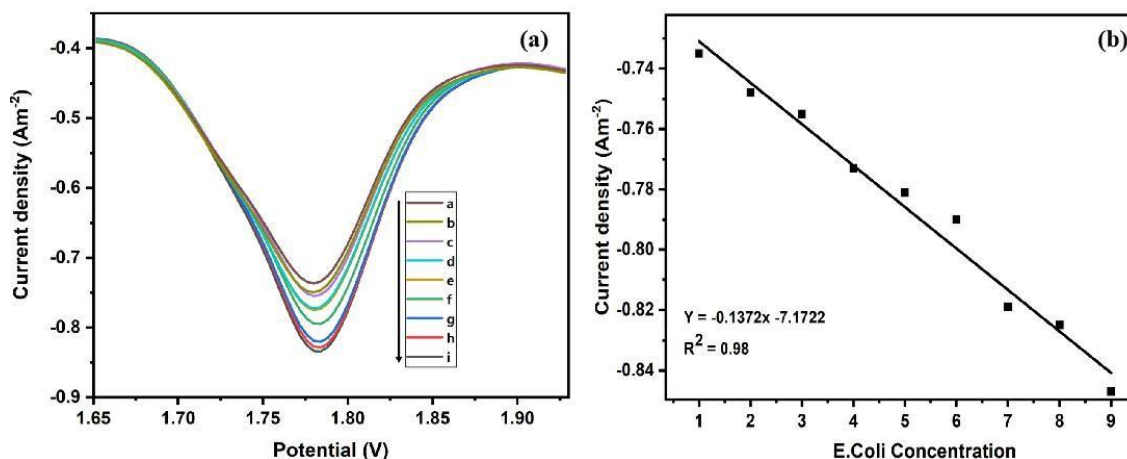 (a)
Current density (Am-2)
-0.4
-0.5
-0.6
-0.7
-0.8
-0.9
a
b
c
d
e
f
g
h
i
1.65 1.70 1.75 1.80 1.85 1.90
Potential (V)
(b)
Current density (Am-2)
-0.74
-0.76
-0.78
-0.80
-0.82
-0.84
Y = -0.1372x -7.1722
R2 = 0.98
1 2 3 4 5 6 7 8 9
E.Coli Concentration